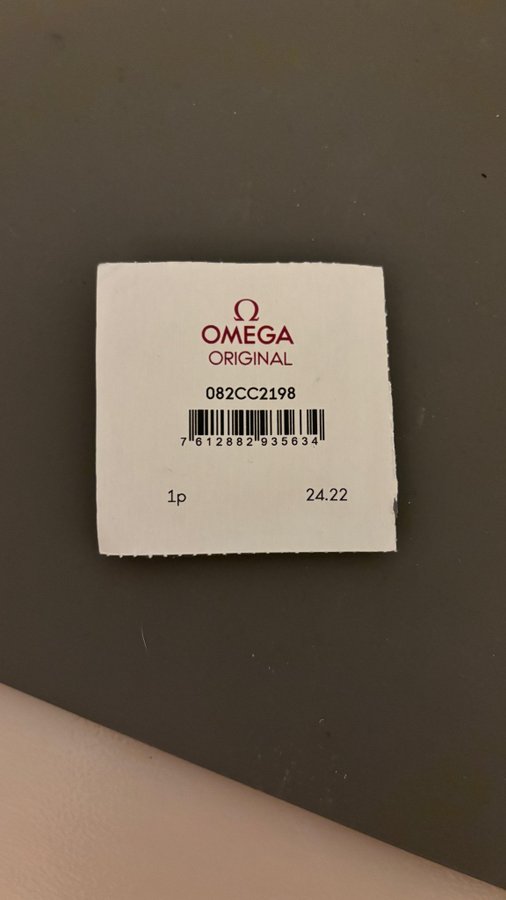 Ω
OMEGA
ORIGINAL
082CC2198
7 612882 935634
1p 24.22